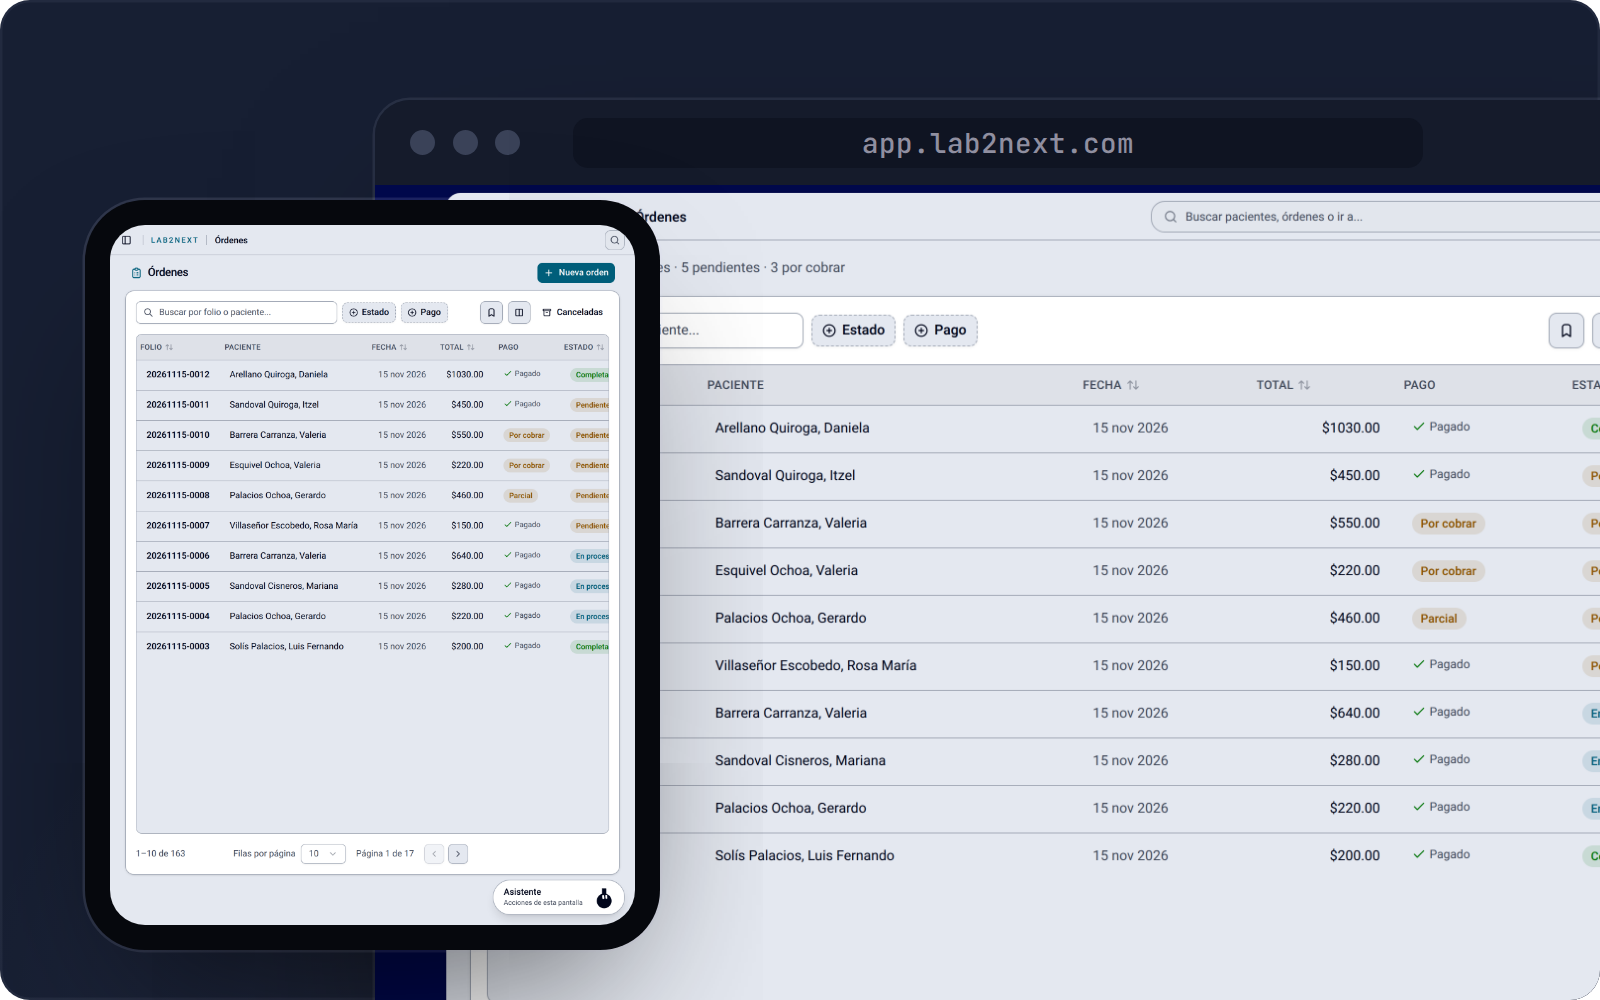 app.lab2next.com
Órdenes
Buscar pacientes, órdenes o ir a...
5 pendientes · 3 por cobrar
Estado
Pago
PACIENTE FECHA TOTAL PAGO
Arellano Quiroga, Daniela 15 nov 2026 $1030.00 Pagado
Sandoval Quiroga, Itzel 15 nov 2026 $450.00 Pagado
Barrera Carranza, Valeria 15 nov 2026 $550.00 Por cobrar
Esquivel Ochoa, Valeria 15 nov 2026 $220.00 Por cobrar
Palacios Ochoa, Gerardo 15 nov 2026 $460.00 Parcial
Villaseñor Escobedo, Rosa María 15 nov 2026 $150.00 Pagado
Barrera Carranza, Valeria 15 nov 2026 $640.00 Pagado
Sandoval Cisneros, Mariana 15 nov 2026 $280.00 Pagado
Palacios Ochoa, Gerardo 15 nov 2026 $220.00 Pagado
Solís Palacios, Luis Fernando 15 nov 2026 $200.00 Pagado
LAB2NEXT Órdenes
Órdenes
Nueva orden
Buscar por folio o paciente...
Estado
Pago
Canceladas
FOLIO PACIENTE FECHA TOTAL PAGO ESTADO
20261115-0012 Arellano Quiroga, Daniela 15 nov 2026 $1030.00 Pagado Completa
20261115-0011 Sandoval Quiroga, Itzel 15 nov 2026 $450.00 Pagado Pendiente
20261115-0010 Barrera Carranza, Valeria 15 nov 2026 $550.00 Por cobrar Pendiente
20261115-0009 Esquivel Ochoa, Valeria 15 nov 2026 $220.00 Por cobrar Pendiente
20261115-0008 Palacios Ochoa, Gerardo 15 nov 2026 $460.00 Parcial Pendiente
20261115-0007 Villaseñor Escobedo, Rosa María 15 nov 2026 $150.00 Pagado Pendiente
20261115-0006 Barrera Carranza, Valeria 15 nov 2026 $640.00 Pagado En proces
20261115-0005 Sandoval Cisneros, Mariana 15 nov 2026 $280.00 Pagado En proces
20261115-0004 Palacios Ochoa, Gerardo 15 nov 2026 $220.00 Pagado En proces
20261115-0003 Solís Palacios, Luis Fernando 15 nov 2026 $200.00 Pagado Completa
1–10 de 163 Filas por página 10 Página 1 de 17
Asistente
Acciones de esta pantalla